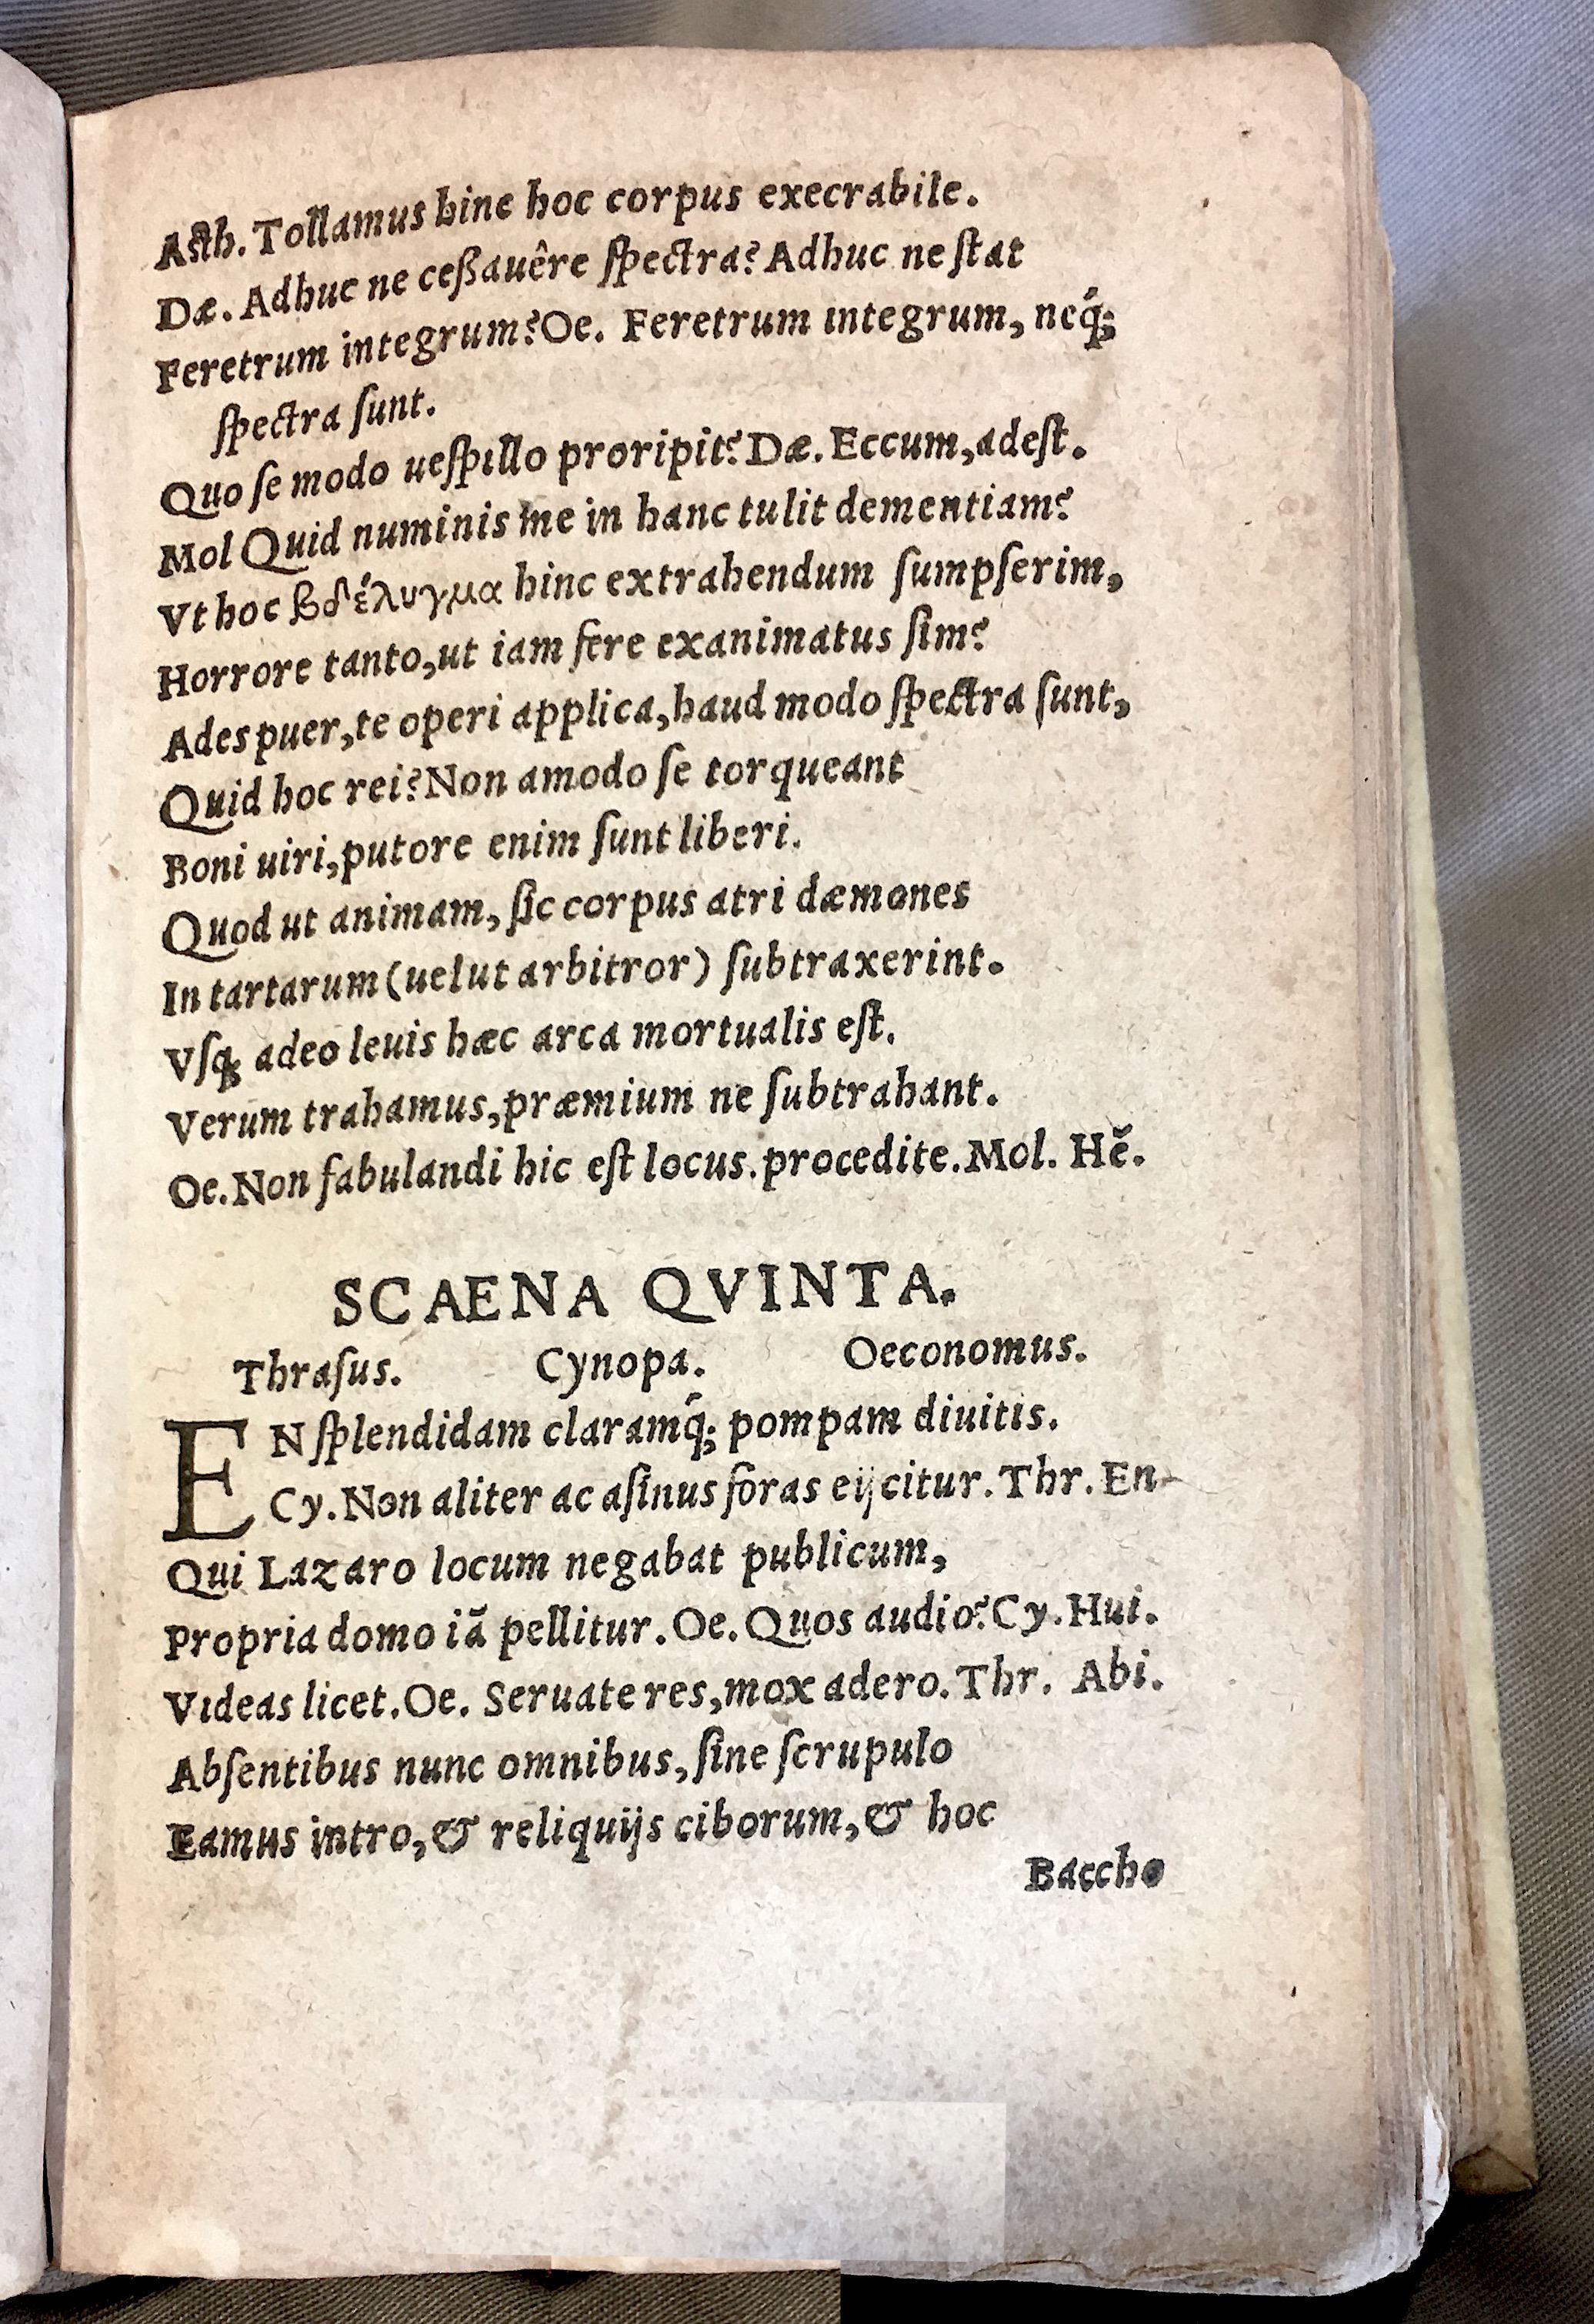 Asth. Tollamus hinc hoc corpus execrabile.
Dæ. Adhuc ne ceßauêre ſpectra? Adhuc ne ſtat
Feretrum integrum? Oe. Feretrum integrum, neq́;
ſpectra ſunt.
Quo ſe modo ueſpillo proripit? Dæ. Eccum, adeſt.
Mol Quid numinis me in hanc tulit dementiam?
Vt hoc βδέλυγμα hinc extrahendum ſumpſerim,
Horrore tanto, ut iam fere exanimatus ſim?
Ades puer, te operi applica, haud modo ſpectra ſunt,
Quid hoc rei? Non amodo ſe torqueant
Boni uiri, putore enim ſunt liberi.
Quod ut animam, ſic corpus atri dæmones
In tartarum (uelut arbitror) ſubtraxerint.
Vſq; adeo leuis hæc arca mortualis eſt.
Verum trahamus, præmium ne ſubtrahant.
Oe. Non fabulandi hic eſt locus. procedite. Mol. Hẽ.
SCAENA QVINTA.
Thraſus. Cynopa. Oeconomus.
EN ſplendidam claramq́; pompam diuitis.
Cy. Non aliter ac aſinus foras eijcitur. Thr. En-
Qui Lazaro locum negabat publicum,
Propria domo iã pellitur. Oe. Quos audio? Cy. Hui.
Videas licet. Oe. Seruate res, mox adero. Thr. Abi.
Abſentibus nunc omnibus, ſine ſcrupulo
Eamus intro, & reliquijs ciborum, & hoc
Baccho